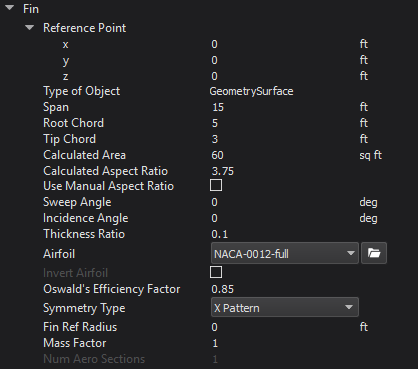 Fin
Reference Point
x 0 ft
y 0 ft
z 0 ft
Type of Object GeometrySurface
Span 15 ft
Root Chord 5 ft
Tip Chord 3 ft
Calculated Area 60 sq ft
Calculated Aspect Ratio 3.75
Use Manual Aspect Ratio
Sweep Angle 0 deg
Incidence Angle 0 deg
Thickness Ratio 0.1
Airfoil NACA-0012-full
Invert Airfoil
Oswald's Efficiency Factor 0.85
Symmetry Type X Pattern
Fin Ref Radius 0 ft
Mass Factor 1
Num Aero Sections 1